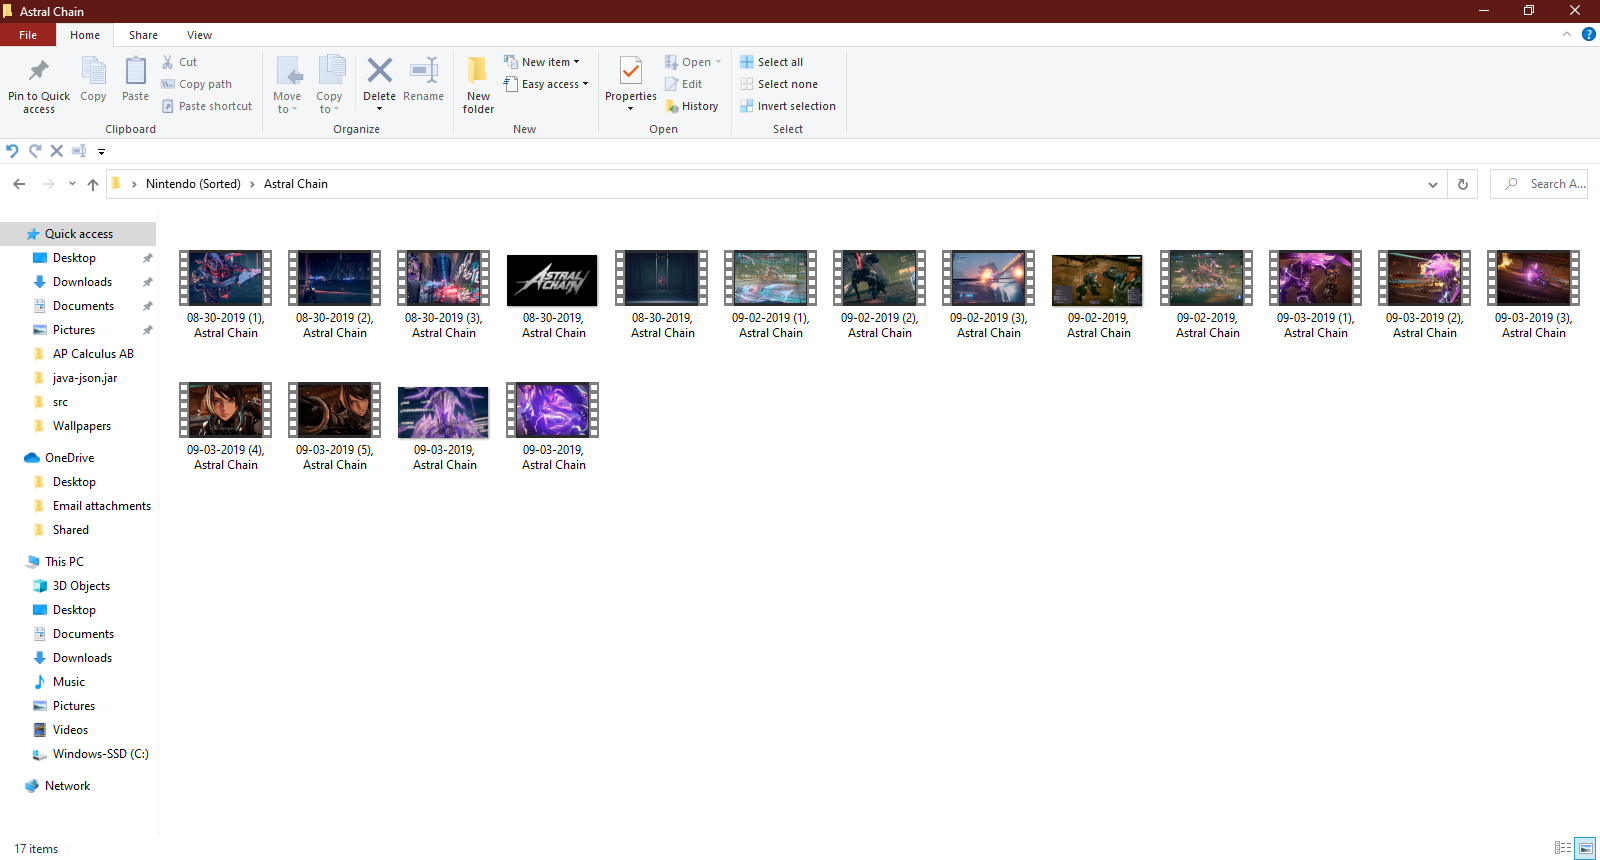 Astral Chain
File Home Share View
Pin to Quick access
Copy
Paste
Cut
Copy path
Paste shortcut
Clipboard
Move to
Copy to
Delete
Rename
Organize
New folder
New item
Easy access
New
Properties
Open
Edit
History
Open
Select all
Select none
Invert selection
Select
Nintendo (Sorted) > Astral Chain
Search A...
Quick access
Desktop
Downloads
Documents
Pictures
AP Calculus AB
java-json.jar
src
Wallpapers
OneDrive
Desktop
Email attachments
Shared
This PC
3D Objects
Desktop
Documents
Downloads
Music
Pictures
Videos
Windows-SSD (C:)
Network
ASTRAL
CHAIN
08-30-2019 (1),
Astral Chain
08-30-2019 (2),
Astral Chain
08-30-2019 (3),
Astral Chain
08-30-2019,
Astral Chain
08-30-2019,
Astral Chain
09-02-2019 (1),
Astral Chain
09-02-2019 (2),
Astral Chain
09-02-2019 (3),
Astral Chain
09-02-2019,
Astral Chain
09-02-2019,
Astral Chain
09-03-2019 (1),
Astral Chain
09-03-2019 (2),
Astral Chain
09-03-2019 (3),
Astral Chain
09-03-2019 (4),
Astral Chain
09-03-2019 (5),
Astral Chain
09-03-2019,
Astral Chain
09-03-2019,
Astral Chain
17 items